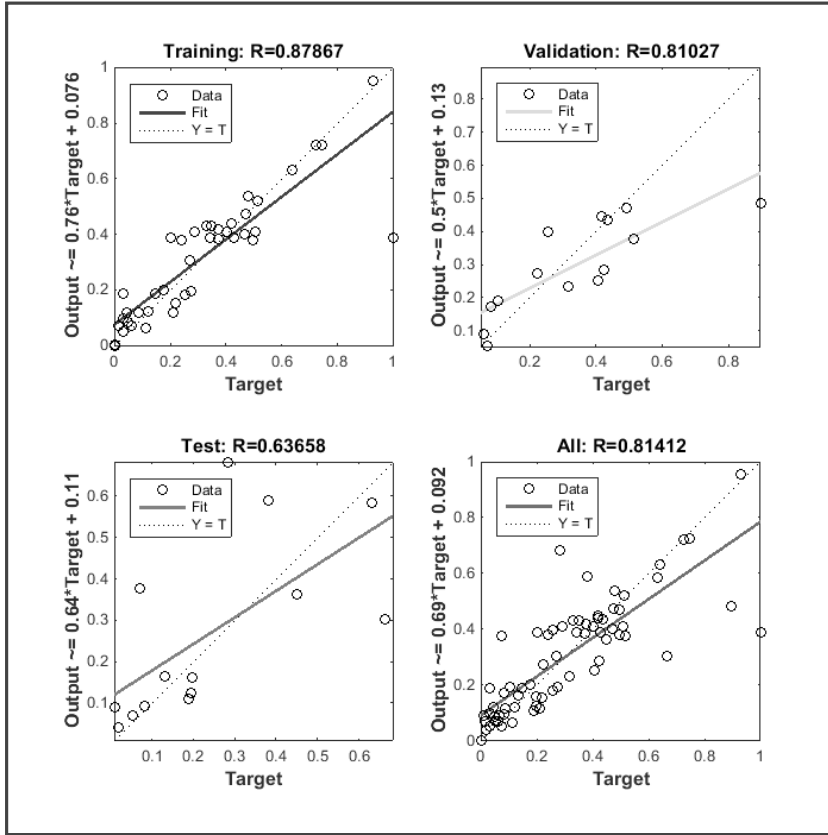 Training: R=0.87867
Output ~= 0.76*Target + 0.076
1
0.8
0.6
0.4
0.2
0
Data
Fit
Y = T
0
0.2
0.4
0.6
0.8
1
Target
Validation: R=0.81027
Output ~= 0.5*Target + 0.13
0.8
0.7
0.6
0.5
0.4
0.3
0.2
0.1
Data
Fit
Y = T
0.2
0.4
0.6
0.8
Target
Test: R=0.63658
Output ~= 0.64*Target + 0.11
0.6
0.5
0.4
0.3
0.2
0.1
Data
Fit
Y = T
0.1
0.2
0.3
0.4
0.5
0.6
Target
All: R=0.81412
Output ~= 0.69*Target + 0.092
1
0.8
0.6
0.4
0.2
0
Data
Fit
Y = T
0
0.2
0.4
0.6
0.8
1
Target